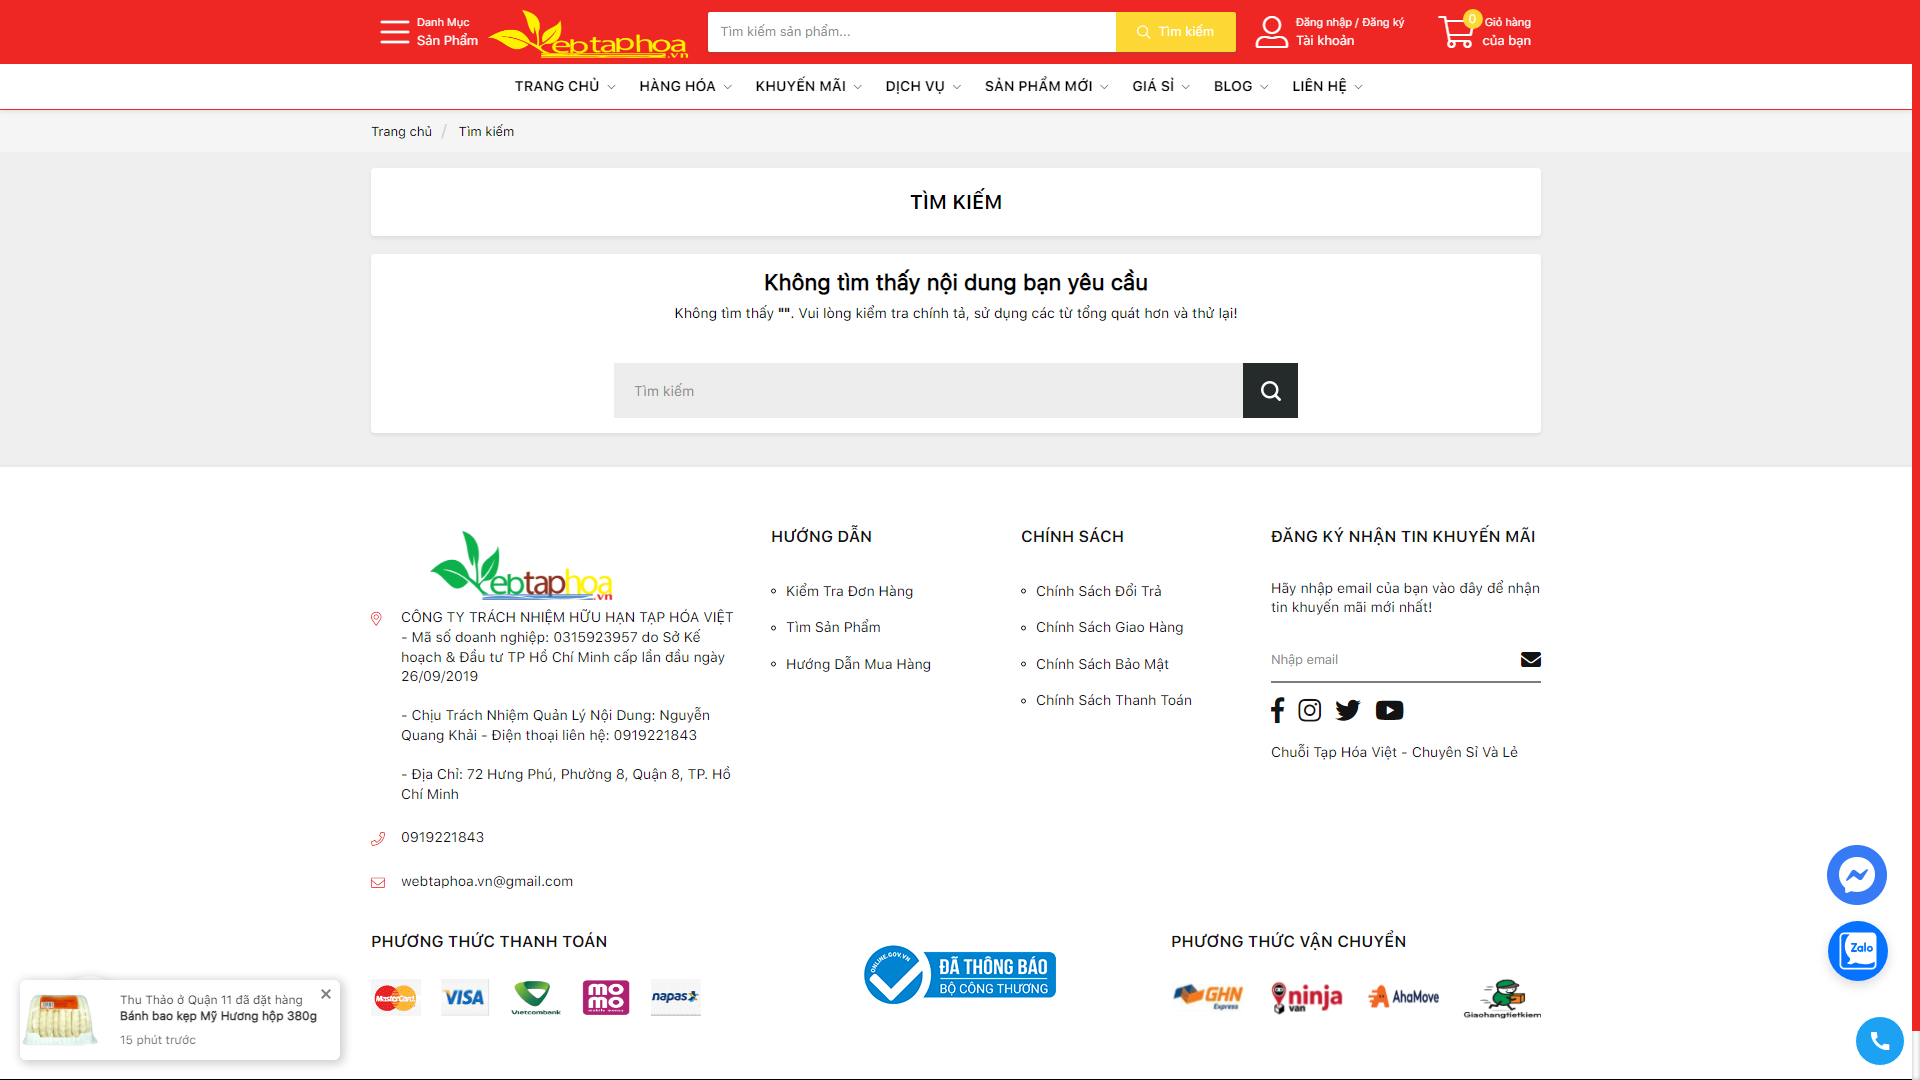 Danh Mục
Sản Phẩm
ebtaphoa
.vn
Tìm kiếm sản phẩm...
Tìm kiếm
Đăng nhập / Đăng ký
Tài khoản
0
Giỏ hàng
của bạn
TRANG CHỦ
HÀNG HÓA
KHUYẾN MÃI
DỊCH VỤ
SẢN PHẨM MỚI
GIÁ SỈ
BLOG
LIÊN HỆ
Trang chủ / Tìm kiếm
TÌM KIẾM
Không tìm thấy nội dung bạn yêu cầu
Không tìm thấy "". Vui lòng kiểm tra chính tả, sử dụng các từ tổng quát hơn và thử lại!
Tìm kiếm
ebtaphoa
.vn
CÔNG TY TRÁCH NHIỆM HỮU HẠN TẠP HÓA VIỆT
- Mã số doanh nghiệp: 0315923957 do Sở Kế
hoạch & Đầu tư TP Hồ Chí Minh cấp lần đầu ngày
26/09/2019
- Chịu Trách Nhiệm Quản Lý Nội Dung: Nguyễn
Quang Khải - Điện thoại liên hệ: 0919221843
- Địa Chỉ: 72 Hưng Phú, Phường 8, Quận 8, TP. Hồ
Chí Minh
0919221843
webtaphoa.vn@gmail.com
HƯỚNG DẪN
Kiểm Tra Đơn Hàng
Tìm Sản Phẩm
Hướng Dẫn Mua Hàng
CHÍNH SÁCH
Chính Sách Đổi Trả
Chính Sách Giao Hàng
Chính Sách Bảo Mật
Chính Sách Thanh Toán
ĐĂNG KÝ NHẬN TIN KHUYẾN MÃI
Hãy nhập email của bạn vào đây để nhận
tin khuyến mãi mới nhất!
Nhập email
Chuỗi Tạp Hóa Việt - Chuyên Sỉ Và Lẻ
Zalo
PHƯƠNG THỨC THANH TOÁN
MasterCard
VISA
Vietcombank
mo
mo
mobile money
napas
ONLINE.GOV.VN
ĐÃ THÔNG BÁO
BỘ CÔNG THƯƠNG
PHƯƠNG THỨC VẬN CHUYỂN
GHN
Express
ninja
van
AhaMove
Giaohangtietkiem
Thu Thảo ở Quận 11 đã đặt hàng
Bánh bao kẹp Mỹ Hương hộp 380g
15 phút trước